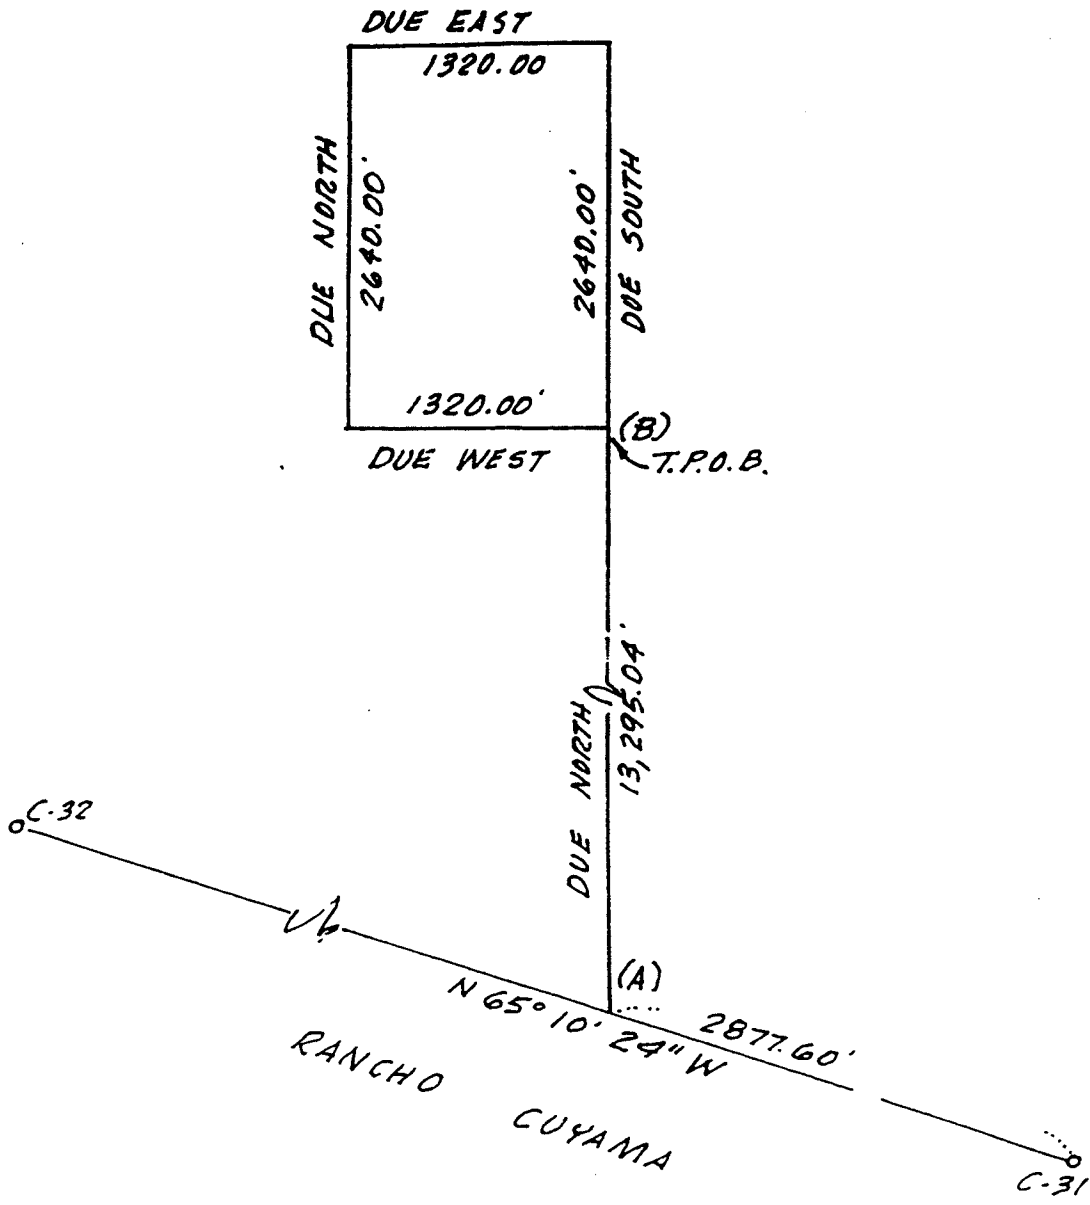 DUE EAST
1320.00
DUE NORTH
2640.00'
2640.00'
DUE SOUTH
1320.00'
(B)
DUE WEST
T.P.O.B.
DUE NORTH
13,295.04'
C-32
(A)
N 65° 10' 24" W
2877.60'
RANCHO CUYAMA
C-31